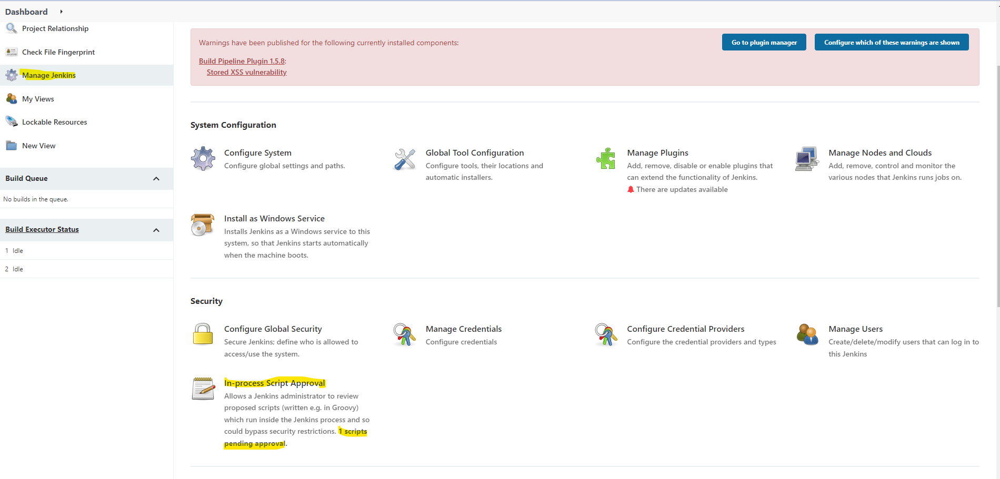 Dashboard
Project Relationship
Check File Fingerprint
Manage Jenkins
My Views
Lockable Resources
New View
Build Queue
No builds in the queue.
Build Executor Status
1 Idle
2 Idle
Warnings have been published for the following currently installed components:
Go to plugin manager
Configure which of these warnings are shown
Build Pipeline Plugin 1.5.8:
Stored XSS vulnerability
System Configuration
Configure System
Configure global settings and paths.
Global Tool Configuration
Configure tools, their locations and
automatic installers.
Manage Plugins
Add, remove, disable or enable plugins that
can extend the functionality of Jenkins.
There are updates available
Manage Nodes and Clouds
Add, remove, control and monitor the
various nodes that Jenkins runs jobs on.
Install as Windows Service
Installs Jenkins as a Windows service to this
system, so that Jenkins starts automatically
when the machine boots.
Security
Configure Global Security
Secure Jenkins; define who is allowed to
access/use the system.
Manage Credentials
Configure credentials
Configure Credential Providers
Configure the credential providers and types
Manage Users
Create/delete/modify users that can log in to
this Jenkins
In-process Script Approval
Allows a Jenkins administrator to review
proposed scripts (written e.g. in Groovy)
which run inside the Jenkins process and so
could bypass security restrictions. 1 scripts
pending approval.